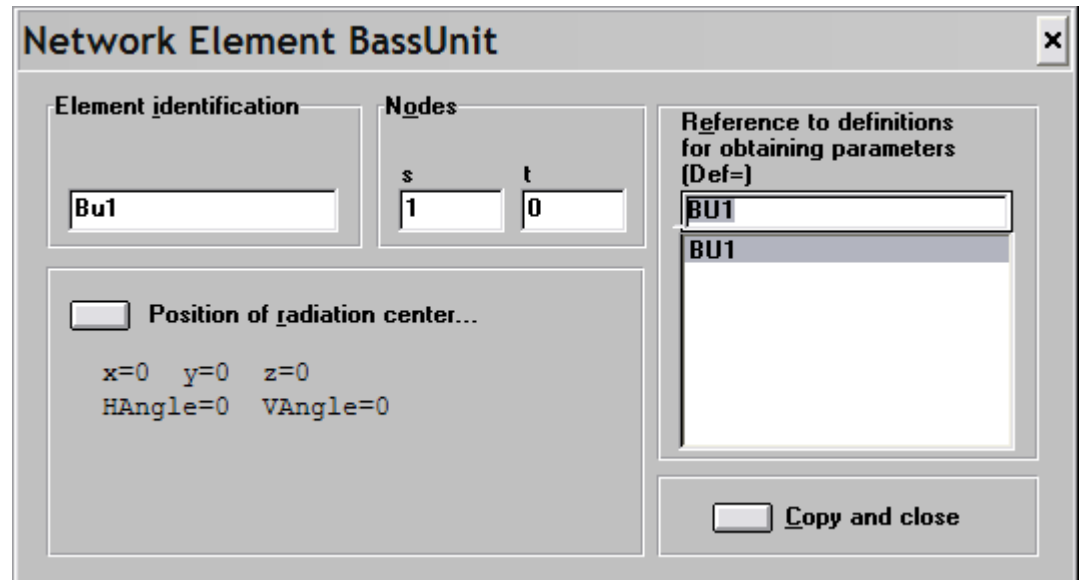 Network Element BassUnit
×
Element identification
Bu1
Nodes
s t
1 0
Reference to definitions
for obtaining parameters
(Def=)
BU1
BU1
Position of radiation center...
x=0 y=0 z=0
HAngle=0 VAngle=0
Copy and close